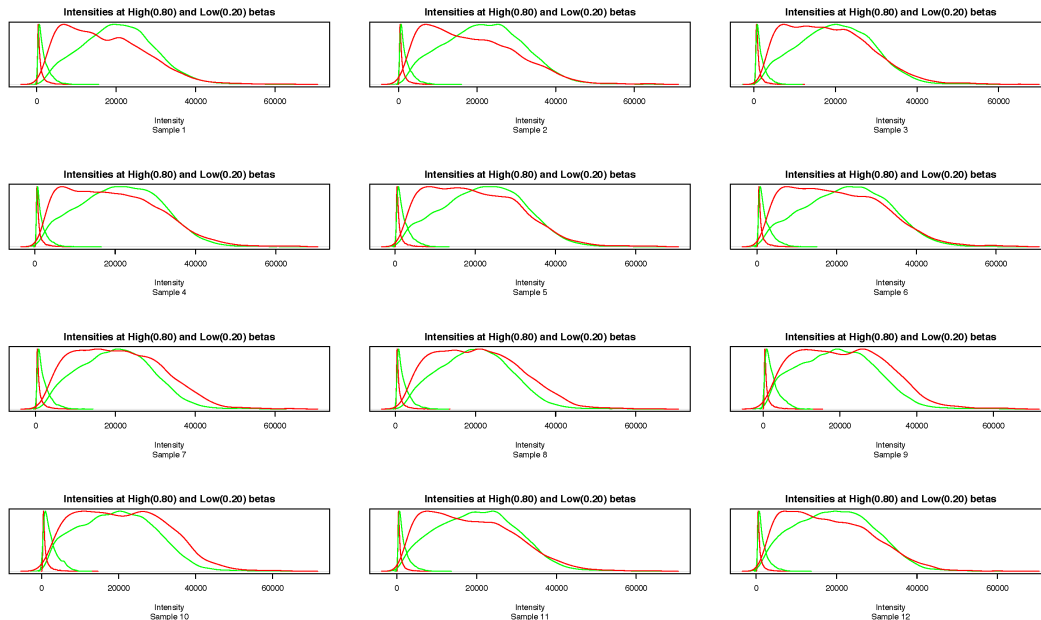 Intensities at High(0.80) and Low(0.20) betas
0 20000 40000 60000
Intensity
Sample 1
Intensities at High(0.80) and Low(0.20) betas
0 20000 40000 60000
Intensity
Sample 2
Intensities at High(0.80) and Low(0.20) betas
0 20000 40000 60000
Intensity
Sample 3
Intensities at High(0.80) and Low(0.20) betas
0 20000 40000 60000
Intensity
Sample 4
Intensities at High(0.80) and Low(0.20) betas
0 20000 40000 60000
Intensity
Sample 5
Intensities at High(0.80) and Low(0.20) betas
0 20000 40000 60000
Intensity
Sample 6
Intensities at High(0.80) and Low(0.20) betas
0 20000 40000 60000
Intensity
Sample 7
Intensities at High(0.80) and Low(0.20) betas
0 20000 40000 60000
Intensity
Sample 8
Intensities at High(0.80) and Low(0.20) betas
0 20000 40000 60000
Intensity
Sample 9
Intensities at High(0.80) and Low(0.20) betas
0 20000 40000 60000
Intensity
Sample 10
Intensities at High(0.80) and Low(0.20) betas
0 20000 40000 60000
Intensity
Sample 11
Intensities at High(0.80) and Low(0.20) betas
0 20000 40000 60000
Intensity
Sample 12